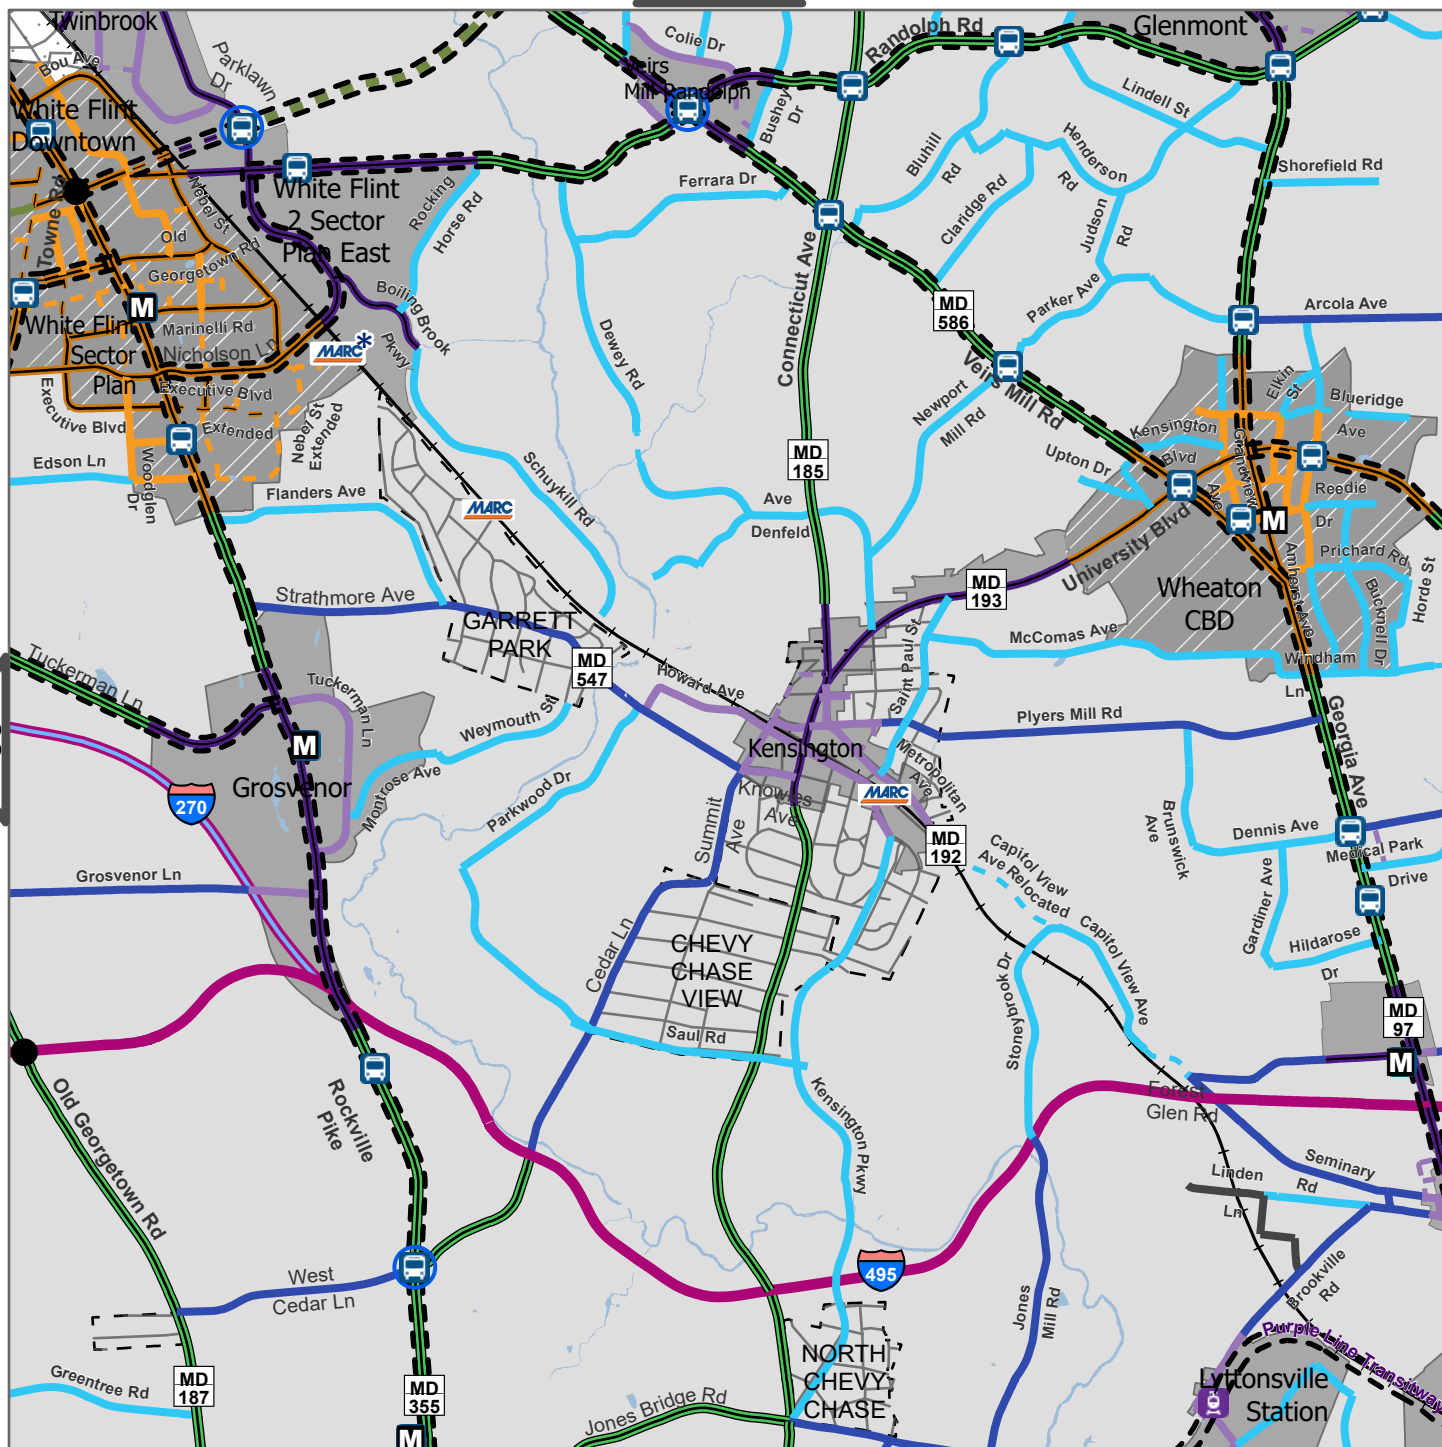 Twinbrook
Parklawn
Dr
Colie Dr
Randolph Rd
Glenmont
Bou Ave
White Flint
Downtown
Veirs
Mill Randolph
Bushey
Dr
Lindell St
Bluhill
Rd
Henderson
Rd
Shorefield Rd
Towne Rd
Nebel St
Old
Georgetown Rd
White Flint
2 Sector
Plan East
Rocking
Horse Rd
Ferrara Dr
Claridge Rd
Judson
Rd
Parker Ave
Connecticut Ave
MD
586
Arcola Ave
Boiling Brook
Pkwy
M
White Flint
Sector
Plan
Marinelli Rd
Nicholson Ln
MARC*
Executive Blvd
Executive Blvd
Extended
Nebel St
Extended
Dewey Rd
Veirs Mill Rd
Newport
Mill Rd
Elkin
St
Blueridge
Ave
Kensington
Blvd
Upton Dr
Grandview
Ave
Reedie
Dr
Edson Ln
Woodglen
Dr
Flanders Ave
MARC
Schuykill Rd
MD
185
Ave
Denfeld
M
University Blvd
Amherst Ave
Prichard Rd
Bucknell Dr
Horde St
Wheaton
CBD
Windham
Ln
Strathmore Ave
GARRETT
PARK
MD
547
MD
193
McComas Ave
Saint Paul St
Tuckerman Ln
Tuckerman Ln
Howard Ave
Weymouth St
Plyers Mill Rd
Georgia Ave
M
Grosvenor
Kensington
Metropolitan
Ave
Montrose Ave
Parkwood Dr
Knowles
Ave
MARC
270
Summit
Ave
MD
192
Capitol View
Ave Relocated
Brunswick
Ave
Dennis Ave
Medical Park
Drive
Grosvenor Ln
Cedar Ln
CHEVY
CHASE
VIEW
Capitol View Ave
Gardiner Ave
Hildarose
Dr
Stoneybrook Dr
Saul Rd
MD
97
M
Old Georgetown Rd
Rockville
Pike
Kensington Pkwy
Forest
Glen Rd
Linden
Ln
Seminary
Rd
West
Cedar Ln
495
Jones
Mill Rd
Brookville
Rd
Purple Line Transitway
NORTH
CHEVY
CHASE
Lyttonsville
Station
Greentree Rd
MD
187
MD
355
Jones Bridge Rd
M